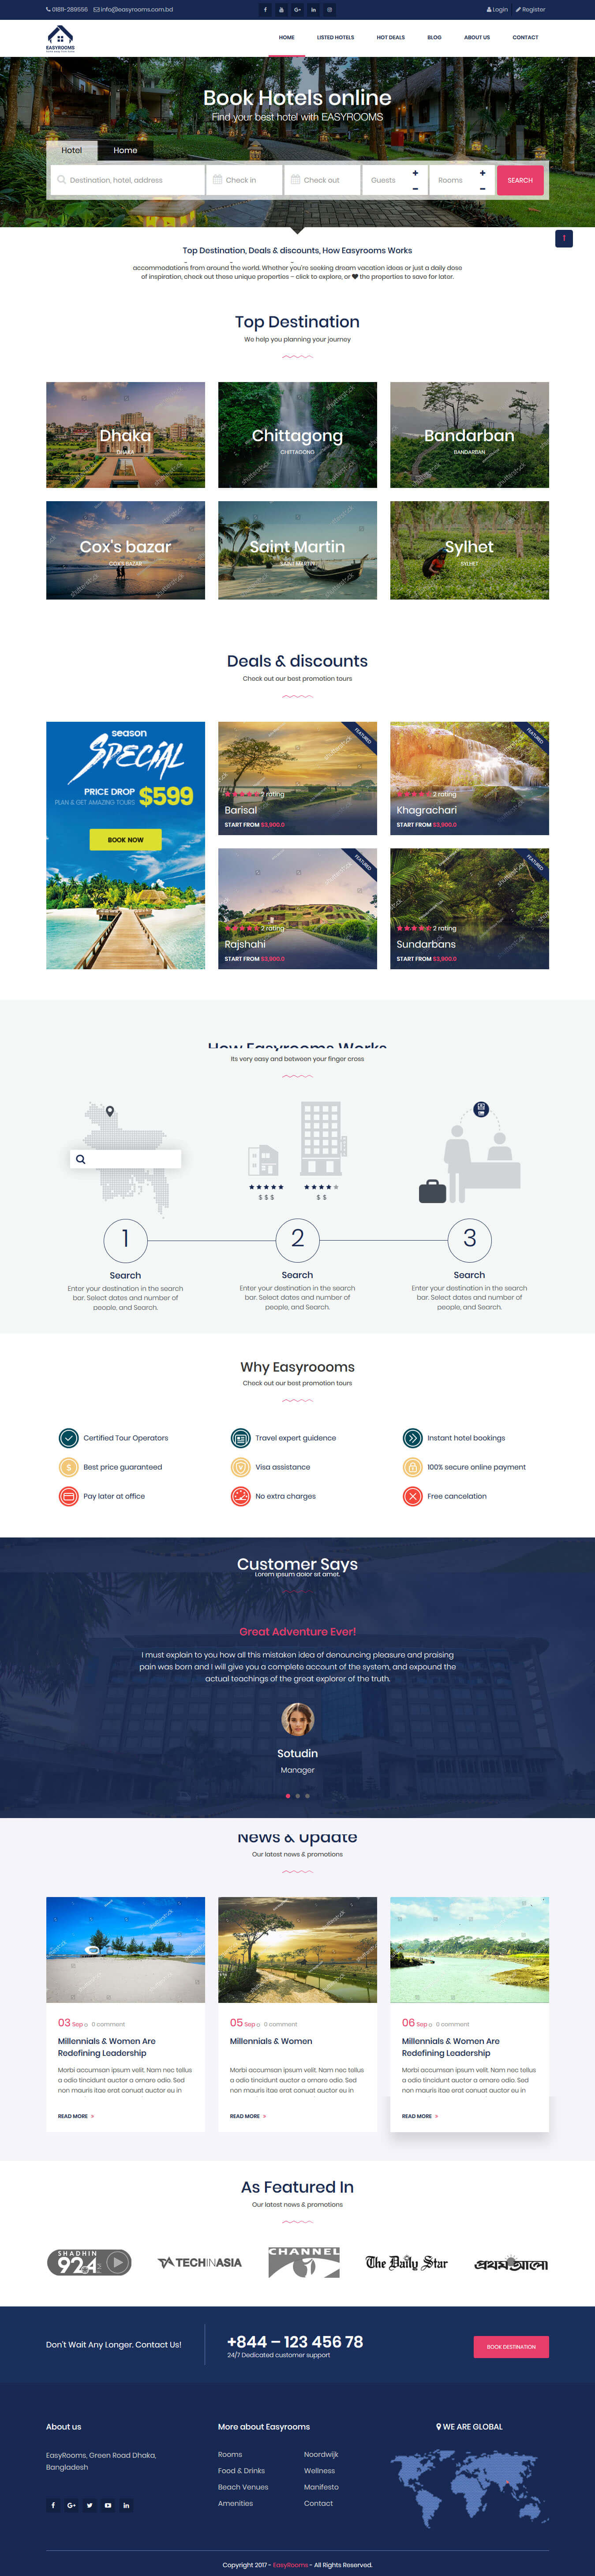 0188-288556 info@easyrooms.com.bd
Login Register
EASYROOMS
HOME LISTED HOTELS HOT DEALS BLOG ABOUT US CONTACT
Book Hotels online
Find your best hotel with EASYROOMS
Hotel Home
Destination, hotel, address Check in Check out Guests Rooms SEARCH
Top Destination, Deals & discounts, How Easyrooms Works
accommodations from around the world. Whether you're seeking dream vacation ideas or just a daily dose
of inspiration, check out these unique properties – click to explore, or ♥ the properties to save for later.
Top Destination
We help you planning your journey
Dhaka
DHAKA
Chittagong
CHITTAGONG
Bandarban
BANDARBAN
Cox's bazar
COX'S BAZAR
Saint Martin
SAINT MARTIN
Sylhet
SYLHET
Deals & discounts
Check out our best promotion tours
season
SPECIAL
PRICE DROP
PLAN & GET AMAZING TOURS
$599
BOOK NOW
FEATURED
2 rating
Barisal
START FROM $3,900.0
FEATURED
2 rating
Khagrachari
START FROM $3,900.0
FEATURED
2 rating
Rajshahi
START FROM $3,900.0
FEATURED
2 rating
Sundarbans
START FROM $3,900.0
How Easyrooms Works
Its very easy and between your finger cross
$ $ $ $ $
1 2 3
Search
Enter your destination in the search
bar. Select dates and number of
people, and Search.
Search
Enter your destination in the search
bar. Select dates and number of
people, and Search.
Search
Enter your destination in the search
bar. Select dates and number of
people, and Search.
Why Easyroooms
Check out our best promotion tours
Certified Tour Operators
Travel expert guidence
Instant hotel bookings
Best price guaranteed
Visa assistance
100% secure online payment
Pay later at office
No extra charges
Free cancelation
Customer Says
Lorem ipsum dolor sit amet.
Great Adventure Ever!
I must explain to you how all this mistaken idea of denouncing pleasure and praising
pain was born and I will give you a complete account of the system, and expound the
actual teachings of the great explorer of the truth.
Sotudin
Manager
News & Update
Our latest news & promotions
03 Sep 0 comment
Millennials & Women Are
Redefining Leadership
Morbi accumsan ipsum velit. Nam nec tellus
a odio tincidunt auctor a ornare odio. Sed
non mauris itae erat conuat auctor eu in
READ MORE »
05 Sep 0 comment
Millennials & Women
Morbi accumsan ipsum velit. Nam nec tellus
a odio tincidunt auctor a ornare odio. Sed
non mauris itae erat conuat auctor eu in
READ MORE »
06 Sep 0 comment
Millennials & Women Are
Redefining Leadership
Morbi accumsan ipsum velit. Nam nec tellus
a odio tincidunt auctor a ornare odio. Sed
non mauris itae erat conuat auctor eu in
READ MORE »
As Featured In
Our latest news & promotions
SHADHIN
92.4
TECHINASIA
CHANNEL
The Daily Star
প্রথম আলো
Don't Wait Any Longer. Contact Us!
+844 – 123 456 78
24/7 Dedicated customer support
BOOK DESTINATION
About us
EasyRooms, Green Road Dhaka,
Bangladesh
More about Easyrooms
Rooms Noordwijk
Food & Drinks Wellness
Beach Venues Manifesto
Amenities Contact
WE ARE GLOBAL
Copyright 2017 - EasyRooms - All Rights Reserved.